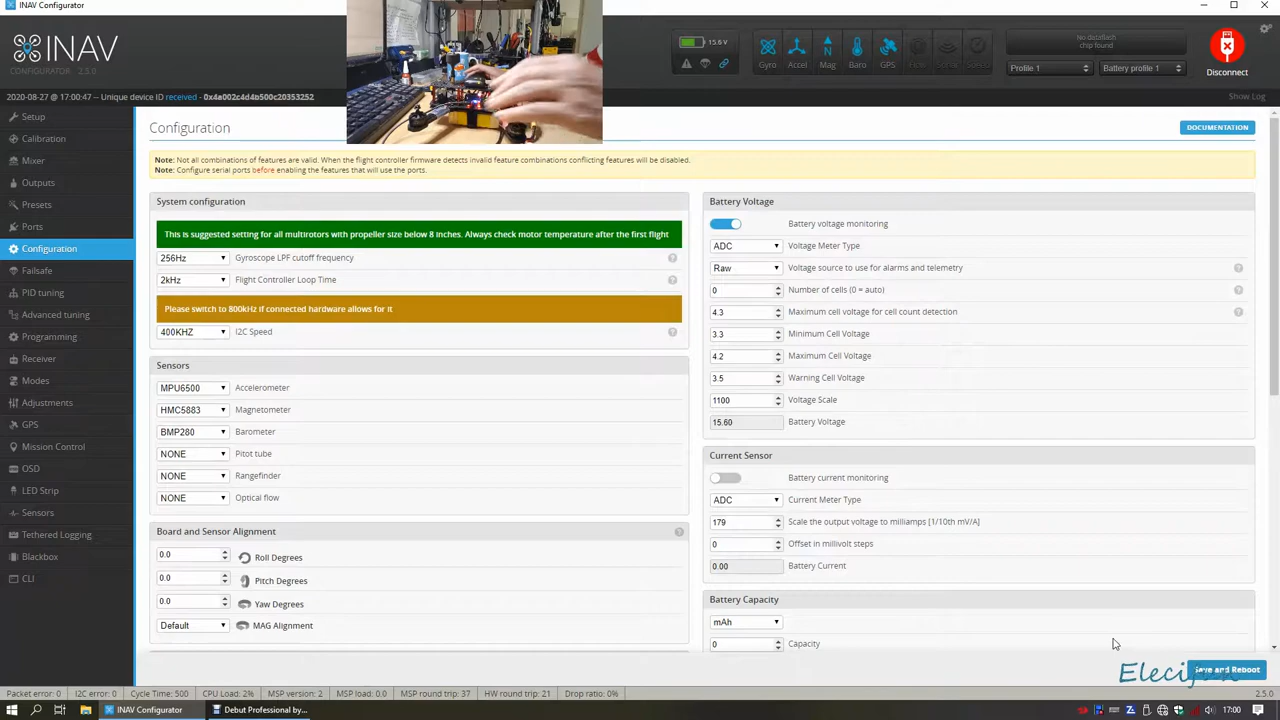 INAV Configurator
INAV
CONFIGURATOR 2.5.0
15.6 V
Gyro
Accel
Mag
Baro
GPS
Flow
Sonar
Speed
No dataflash
chip found
Profile 1
Battery profile 1
Disconnect
2020-08-27 @ 17:00:47 -- Unique device ID received - 0x4a002c4d4b500c20353252
Show Log
Setup
Calibration
Mixer
Outputs
Presets
Ports
Configuration
Failsafe
PID tuning
Advanced tuning
Programming
Receiver
Modes
Adjustments
GPS
Mission Control
OSD
LED Strip
Sensors
Tethered Logging
Blackbox
CLI
Configuration
DOCUMENTATION
Note: Not all combinations of features are valid. When the flight controller firmware detects invalid feature combinations conflicting features will be disabled.
Note: Configure serial ports before enabling the features that will use the ports.
System configuration
This is suggested setting for all multirotors with propeller size below 8 inches. Always check motor temperature after the first flight
256Hz Gyroscope LPF cutoff frequency
2kHz Flight Controller Loop Time
Please switch to 800kHz if connected hardware allows for it
400KHZ I2C Speed
Sensors
MPU6500 Accelerometer
HMC5883 Magnetometer
BMP280 Barometer
NONE Pitot tube
NONE Rangefinder
NONE Optical flow
Board and Sensor Alignment
0.0 Roll Degrees
0.0 Pitch Degrees
0.0 Yaw Degrees
Default MAG Alignment
Battery Voltage
Battery voltage monitoring
ADC Voltage Meter Type
Raw Voltage source to use for alarms and telemetry
0 Number of cells (0 = auto)
4.3 Maximum cell voltage for cell count detection
3.3 Minimum Cell Voltage
4.2 Maximum Cell Voltage
3.5 Warning Cell Voltage
1100 Voltage Scale
15.60 Battery Voltage
Current Sensor
Battery current monitoring
ADC Current Meter Type
179 Scale the output voltage to milliamps [1/10th mV/A]
0 Offset in millivolt steps
0.00 Battery Current
Battery Capacity
mAh
0 Capacity
Save and Reboot
Packet error: 0 I2C error: 0 Cycle Time: 500 CPU Load: 2% MSP version: 2 MSP load: 0.0 MSP round trip: 37 HW round trip: 21 Drop ratio: 0% 2.5.0
INAV Configurator
Debut Professional by...
17:00